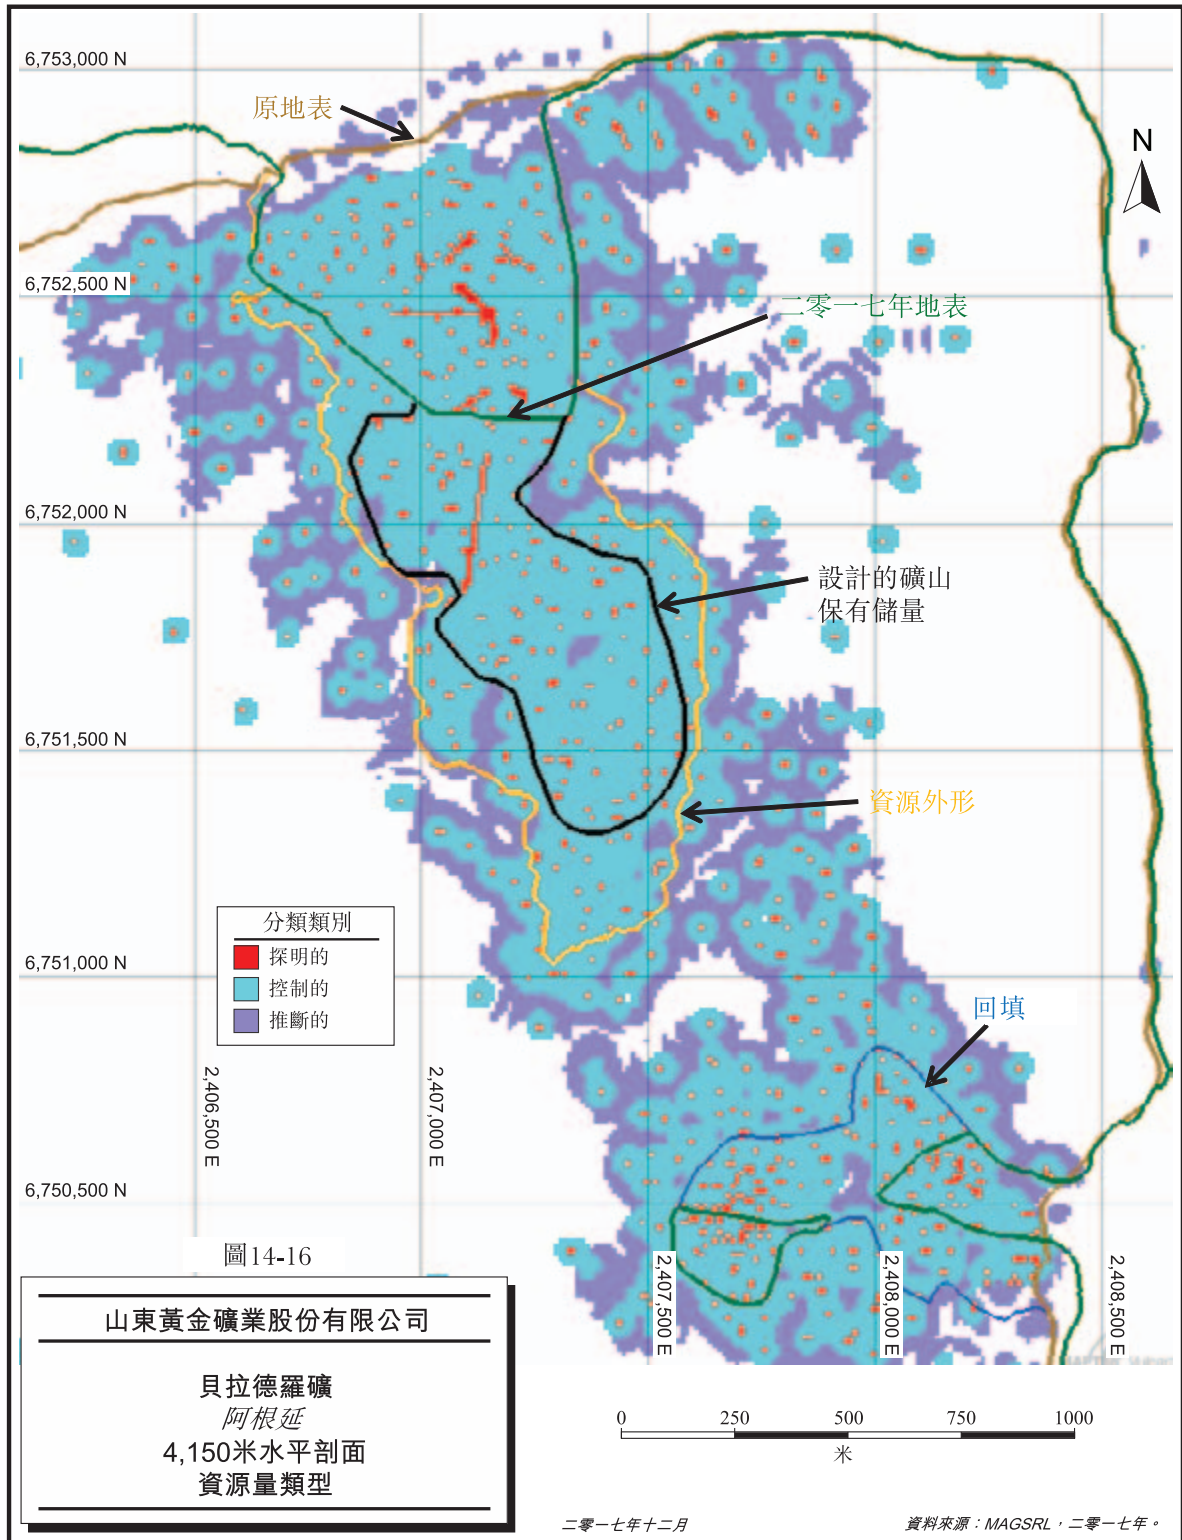 6,753,000 N
原地表
N
6,752,500 N
二零一七年地表
6,752,000 N
設計的礦山
保有儲量
6,751,500 N
資源外形
分類類別
探明的
控制的
推斷的
6,751,000 N
回填
2,406,500 E
2,407,000 E
6,750,500 N
2,407,500 E
2,408,000 E
2,408,500 E
圖14-16
山東黃金礦業股份有限公司
貝拉德羅礦
阿根延
4,150米水平剖面
資源量類型
0 250 500 750 1000
米
二零一七年十二月
資料來源：MAGSRL，二零一七年。